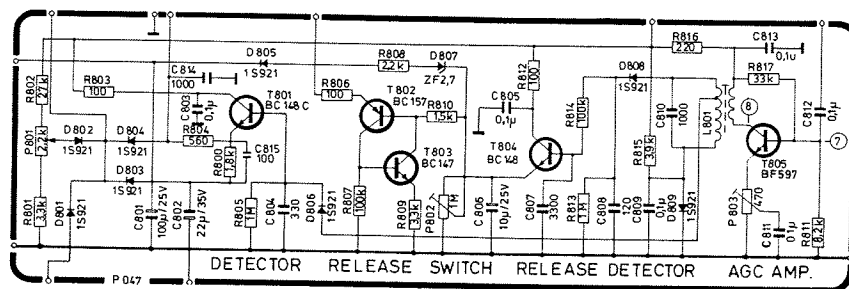 R802
27k
P801
2,2k
R801
3,3k
R803
100
D802
1S921
D804
1S921
D803
1S921
D801
1S921
C814
1000
C803
0,1µ
R804
560
R800
1,8k
T801
BC 148 C
C815
100
D805
1S921
C801
100µ/25V
C802
22µ/35V
R805
1M
C804
330
D806
1S921
R806
100
R808
2,2k
D807
ZF2,7
T802
BC157
R810
1,5k
T803
BC147
R807
100k
R809
3,3k
P802
1M
C805
0,1µ
R812
100
T804
BC148
C806
10µ/25V
C807
3300
R814
100k
R813
1M
D808
1S921
C808
120
R815
3,9k
C809
0,1µ
D809
1S921
C810
1000
L801
R816
220
C813
0,1µ
R817
33k
C812
0,1µ
8
7
T805
BF597
P803
470
C811
0,1µ
R811
8,2k
DETECTOR RELEASE SWITCH RELEASE DETECTOR AGC AMP.
P047